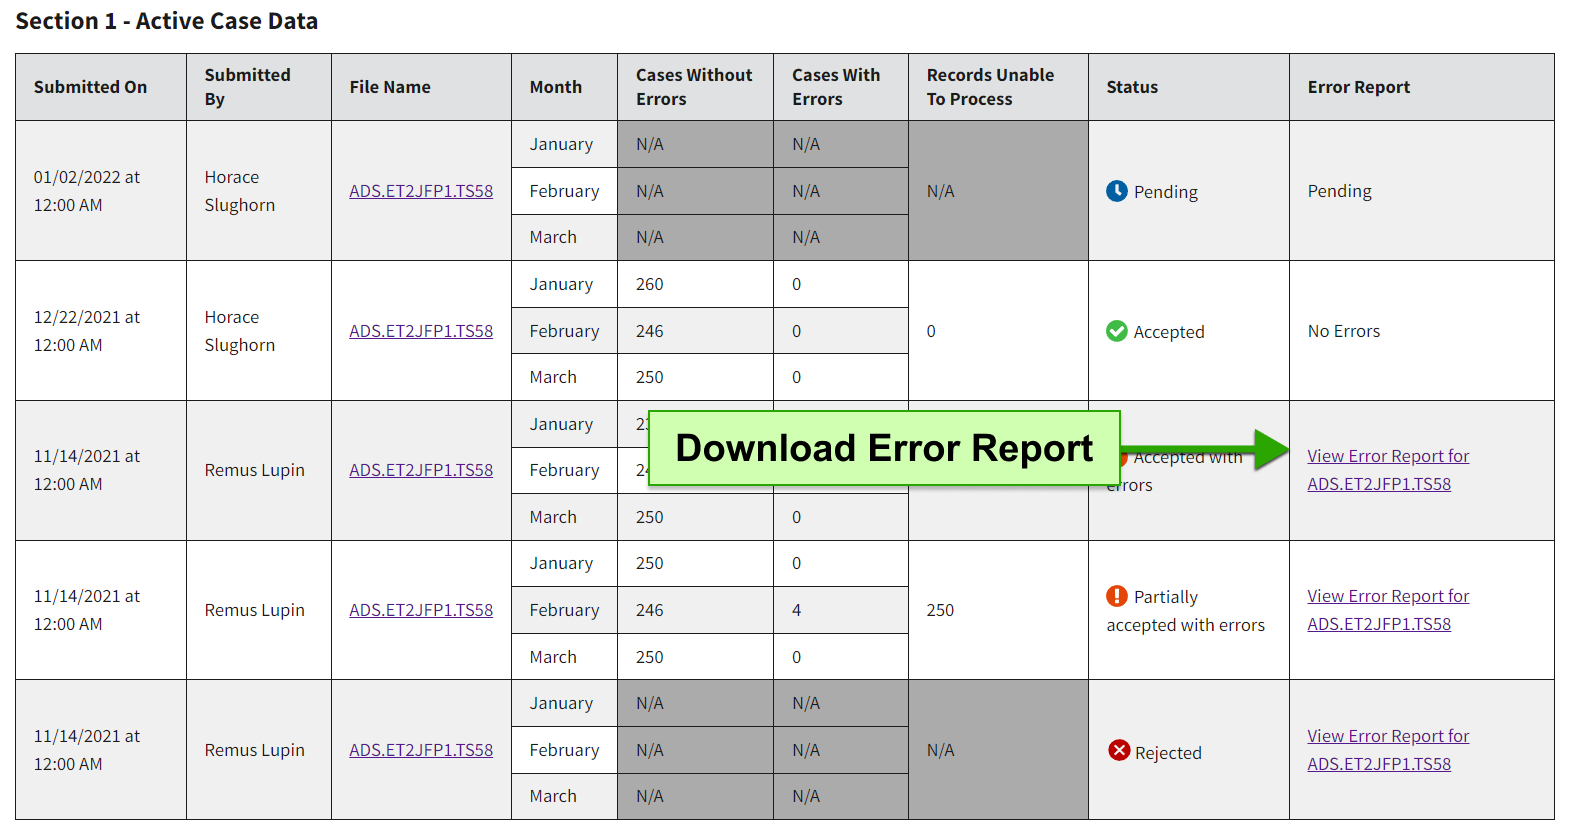 Section 1 - Active Case Data
Submitted On
Submitted
By
File Name
Month
Cases Without
Errors
Cases With
Errors
Records Unable
To Process
Status
Error Report
01/02/2022 at
12:00 AM
Horace
Slughorn
ADS.ET2JFP1.TS58
January
N/A
N/A
February
N/A
N/A
March
N/A
N/A
N/A
Pending
Pending
12/22/2021 at
12:00 AM
Horace
Slughorn
ADS.ET2JFP1.TS58
January
260
0
February
246
0
March
250
0
0
Accepted
No Errors
11/14/2021 at
12:00 AM
Remus Lupin
ADS.ET2JFP1.TS58
January
February
March
250
0
Download Error Report
Accepted with
errors
View Error Report for
ADS.ET2JFP1.TS58
11/14/2021 at
12:00 AM
Remus Lupin
ADS.ET2JFP1.TS58
January
250
0
February
246
4
March
250
0
250
Partially
accepted with errors
View Error Report for
ADS.ET2JFP1.TS58
11/14/2021 at
12:00 AM
Remus Lupin
ADS.ET2JFP1.TS58
January
N/A
N/A
February
N/A
N/A
March
N/A
N/A
N/A
Rejected
View Error Report for
ADS.ET2JFP1.TS58